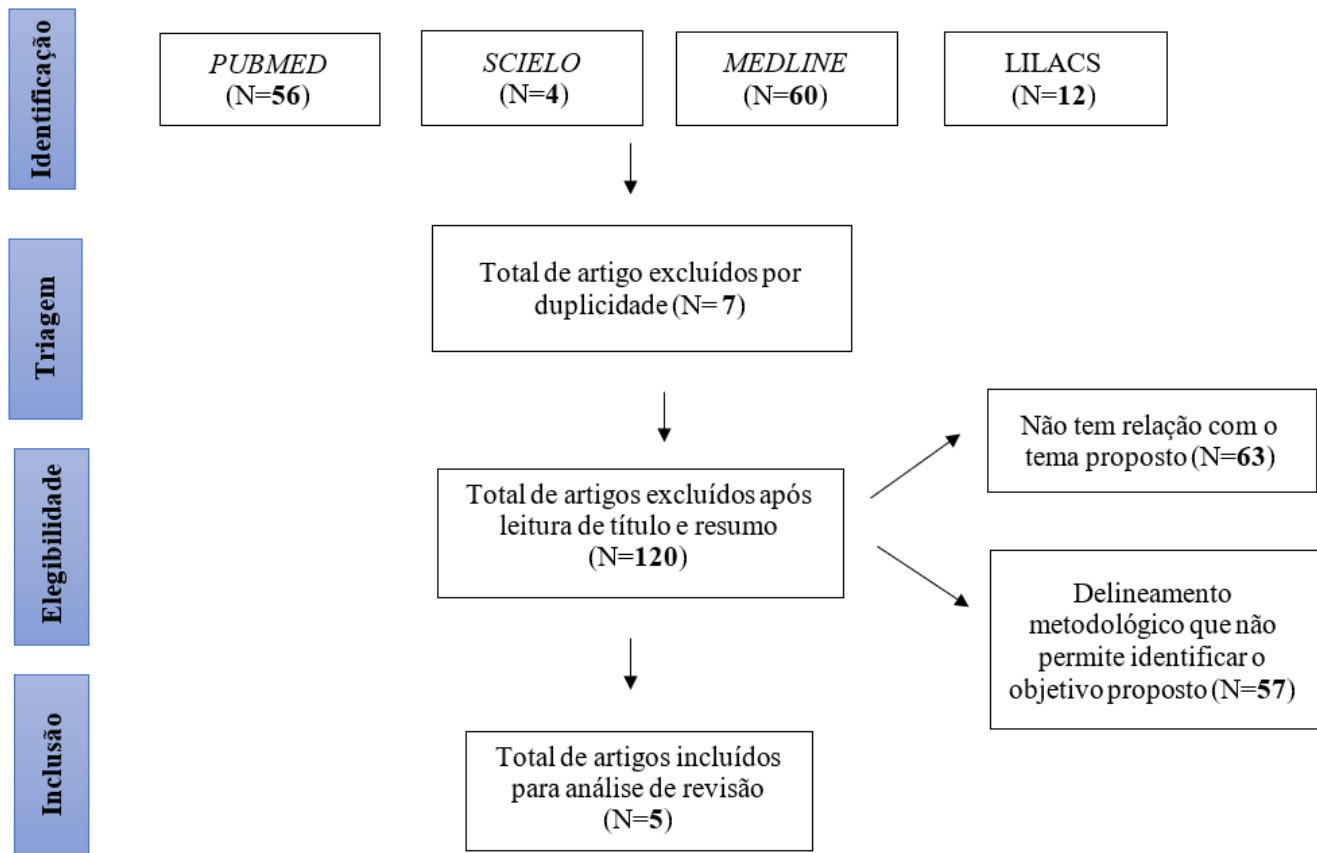 Identificação
PUBMED
(N=56)
SCIELO
(N=4)
MEDLINE
(N=60)
LILACS
(N=12)
Triagem
Total de artigo excluídos por
duplicidade (N= 7)
Elegibilidade
Total de artigos excluídos após
leitura de título e resumo
(N=120)
Não tem relação com o
tema proposto (N=63)
Delineamento
metodológico que não
permite identificar o
objetivo proposto (N=57)
Inclusão
Total de artigos incluídos
para análise de revisão
(N=5)